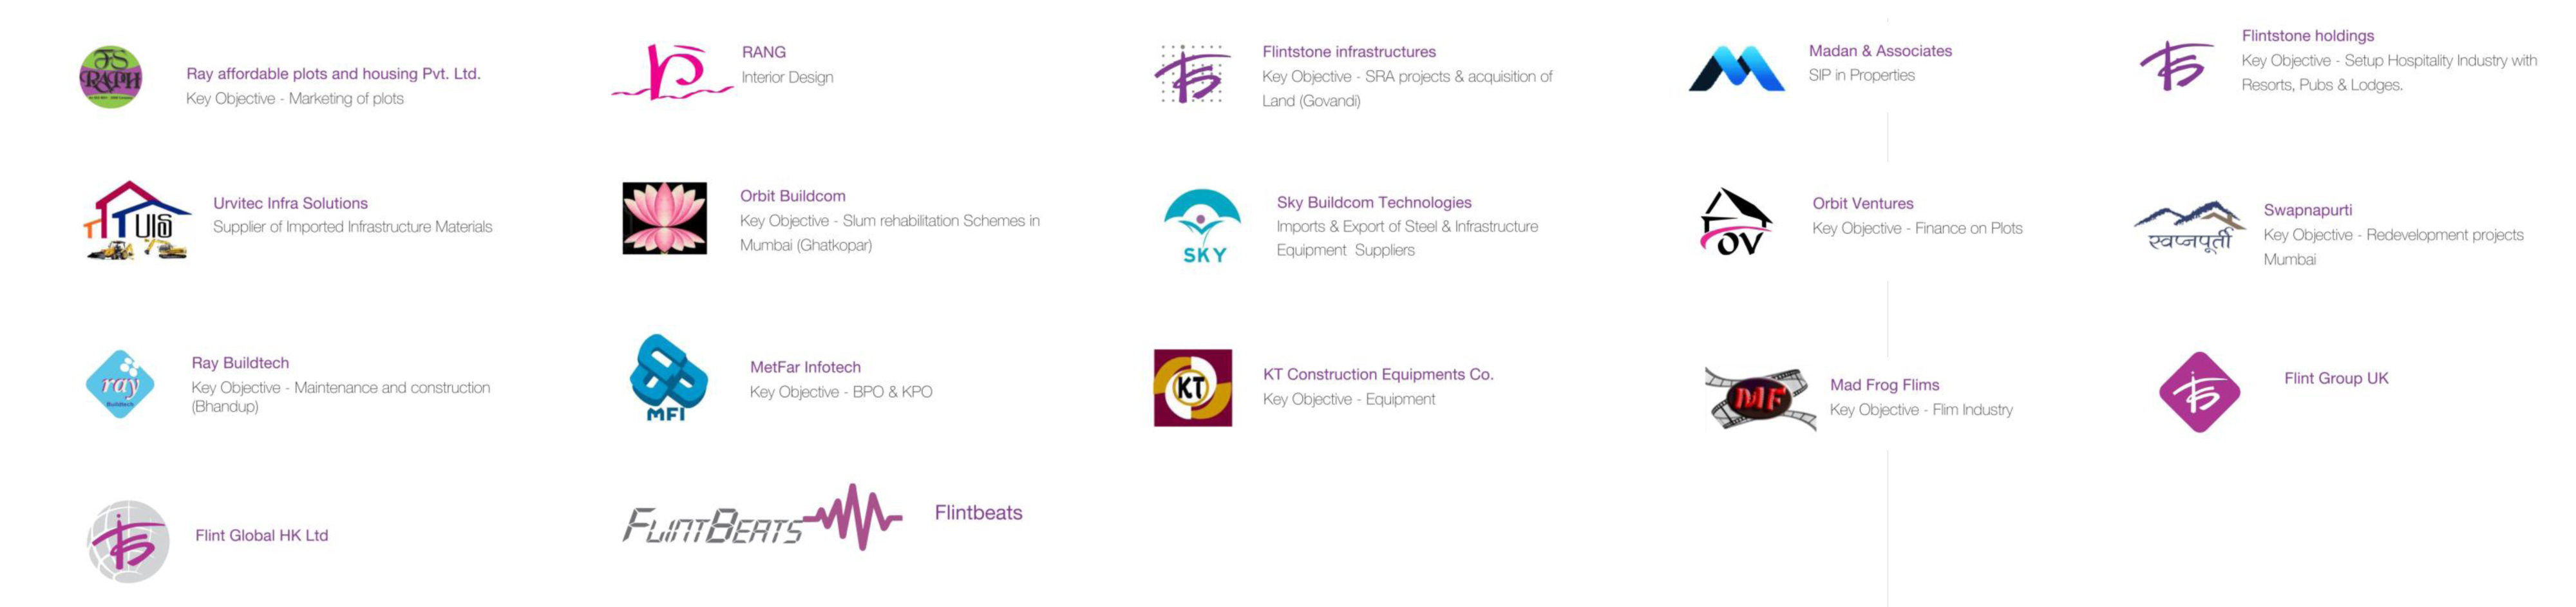 RAPH
Ray affordable plots and housing Pvt. Ltd.
Key Objective - Marketing of plots
RANG
Interior Design
Flintstone infrastructures
Key Objective - SRA projects & acquisition of
Land (Govandi)
Madan & Associates
SIP in Properties
Flintstone holdings
Key Objective - Setup Hospitality Industry with
Resorts, Pubs & Lodges.
UIS
Urvitec Infra Solutions
Supplier of Imported Infrastructure Materials
Orbit Buildcom
Key Objective - Slum rehabilitation Schemes in
Mumbai (Ghatkopar)
SKY
Sky Buildcom Technologies
Imports & Export of Steel & Infrastructure
Equipment Suppliers
OV
Orbit Ventures
Key Objective - Finance on Plots
स्वप्नपूर्ती
Swapnapurti
Key Objective - Redevelopment projects
Mumbai
ray
Buildtech
Ray Buildtech
Key Objective - Maintenance and construction
(Bhandup)
MFI
MetFar Infotech
Key Objective - BPO & KPO
KT
KT Construction Equipments Co.
Key Objective - Equipment
MF
Mad Frog Flims
Key Objective - Flim Industry
Flint Group UK
Flint Global HK Ltd
FLINTBEATS
Flintbeats